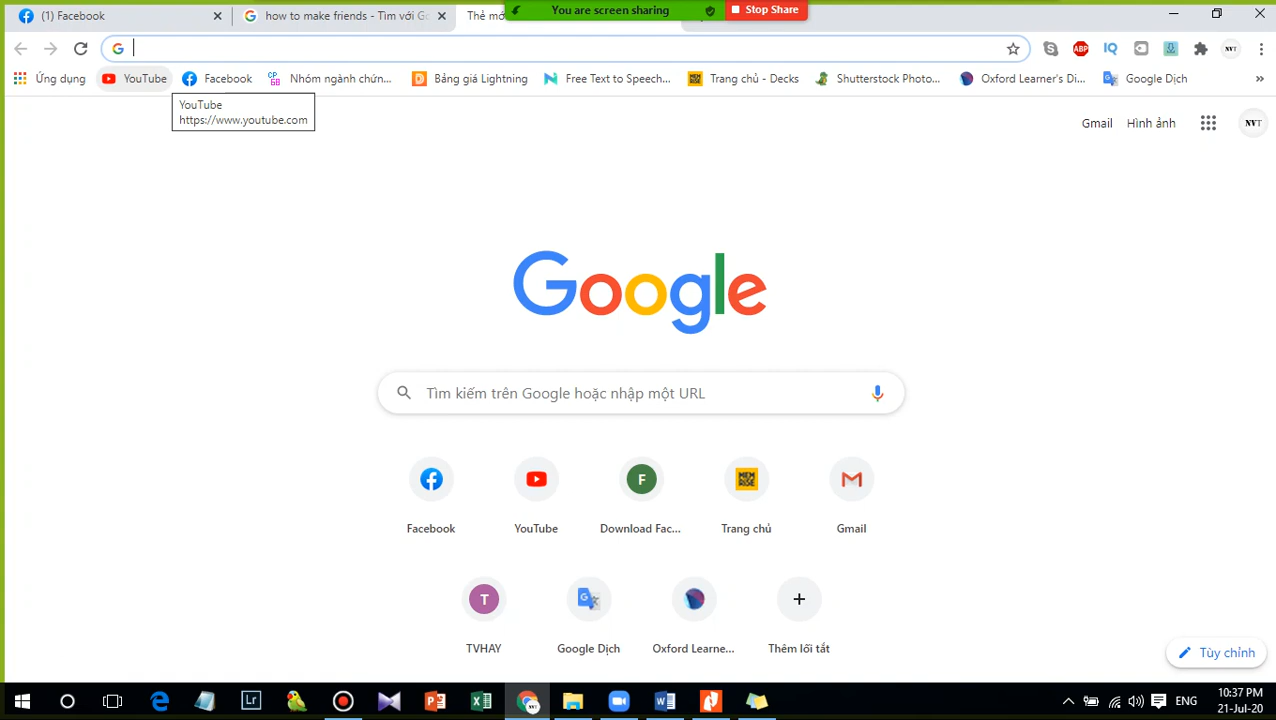 You are screen sharing
Stop Share
(1) Facebook
how to make friends - Tìm với Go
Thẻ mớ
Ứng dụng
YouTube
Facebook
Nhóm ngành chứn...
Bảng giá Lightning
Free Text to Speech...
Trang chủ - Decks
Shutterstock Photo...
Oxford Learner's Di...
Google Dịch
»
YouTube
https://www.youtube.com
Gmail
Hình ảnh
NVT
Google
Tìm kiếm trên Google hoặc nhập một URL
Facebook
YouTube
F
Download Fac...
MEM
RISE
Trang chủ
Gmail
T
TVHAY
Google Dịch
Oxford Learne...
Thêm lối tắt
Tùy chỉnh
ENG
10:37 PM
21-Jul-20